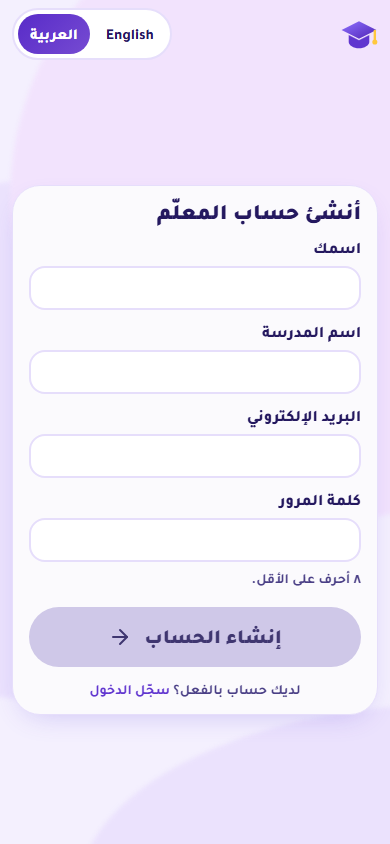 العربية
English
أنشئ حساب المعلّم
اسمك
اسم المدرسة
البريد الإلكتروني
كلمة المرور
٨ أحرف على الأقل.
إنشاء الحساب
لديك حساب بالفعل؟ سجّل الدخول